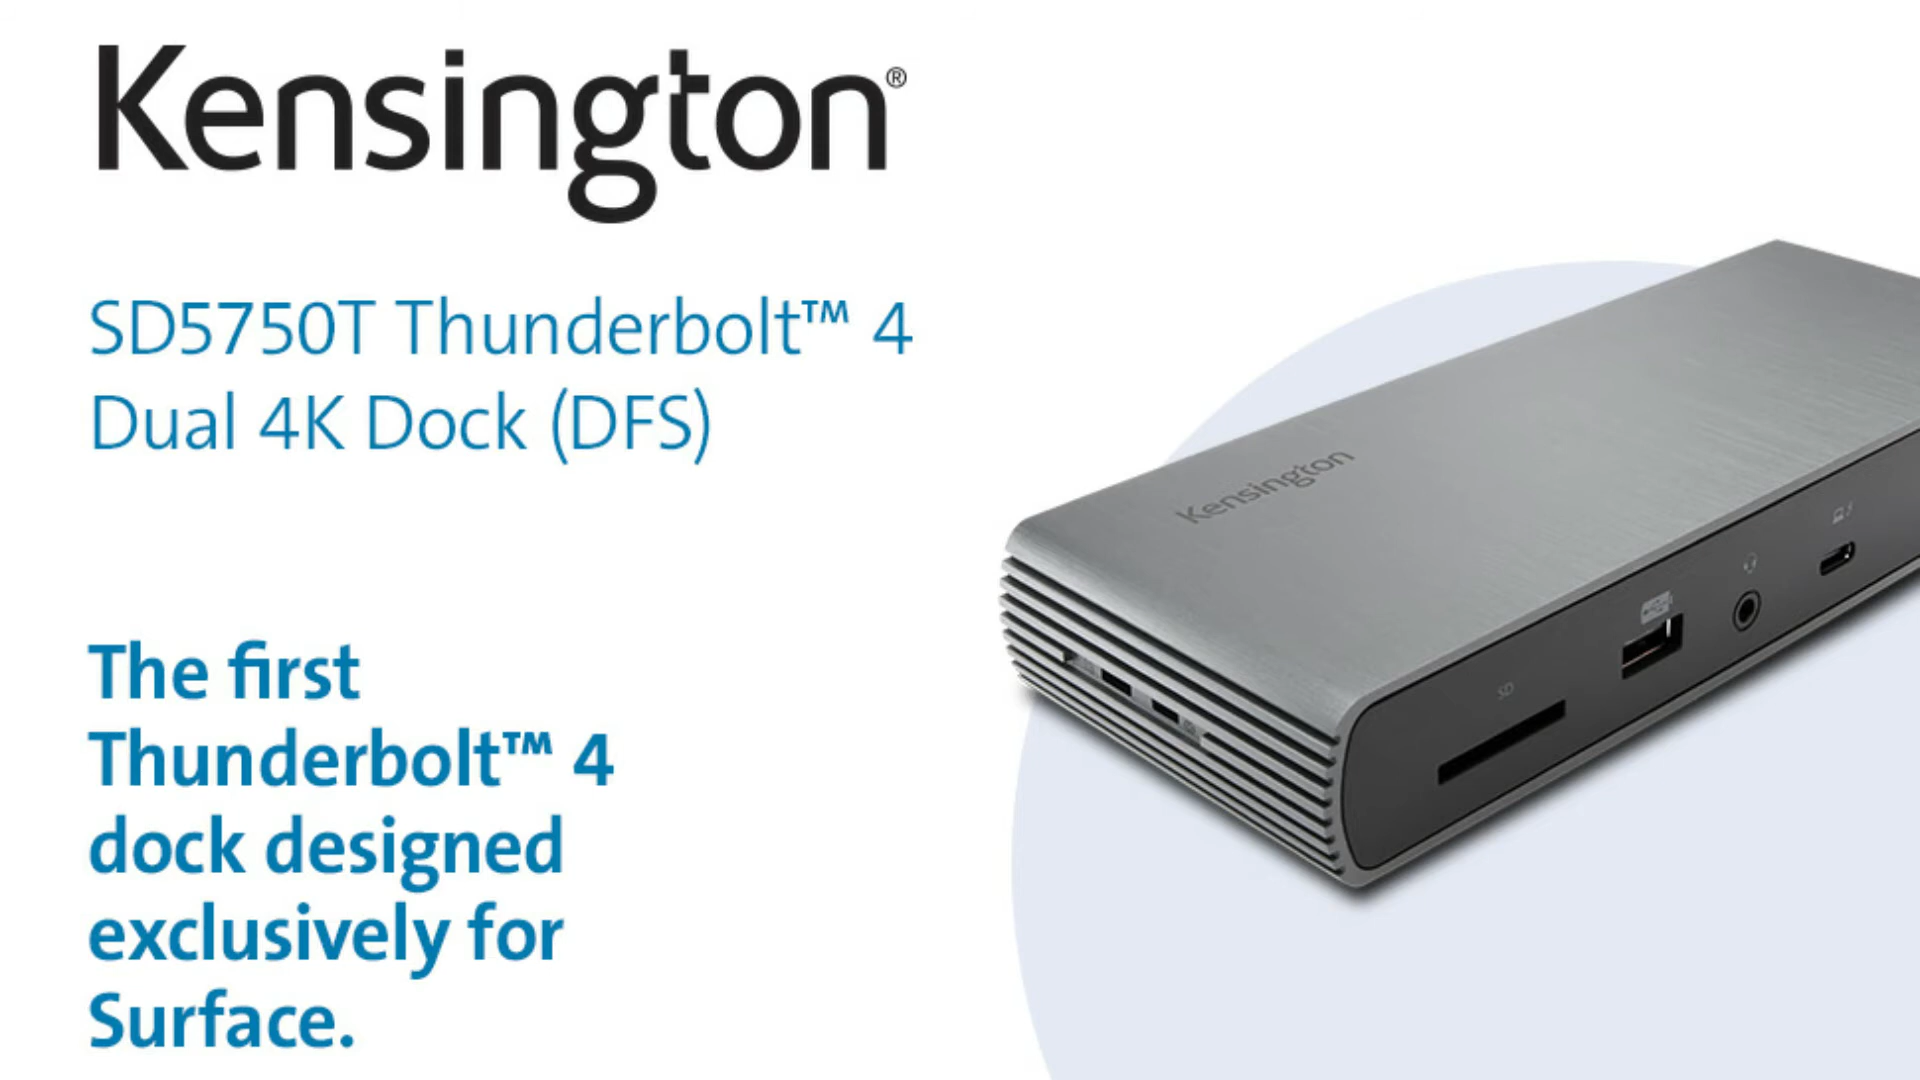 Kensington®
SD5750T Thunderbolt™ 4
Dual 4K Dock (DFS)
The first
Thunderbolt™ 4
dock designed
exclusively for
Surface.
Kensington
SD